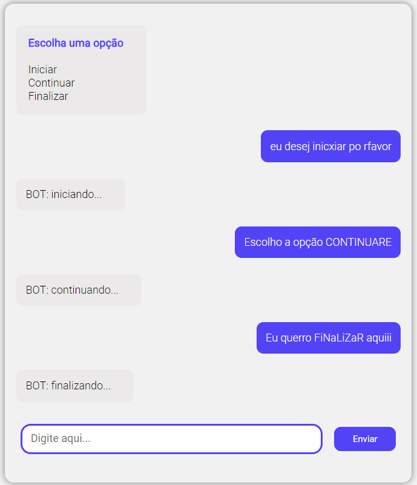 Escolha uma opção
Iniciar
Continuar
Finalizar
eu desej inicxiar po rfavor
BOT: iniciando...
Escolho a opção CONTINUARE
BOT: continuando...
Eu querro FiNaLiZaR aquiii
BOT: finalizando...
Digite aqui... Enviar